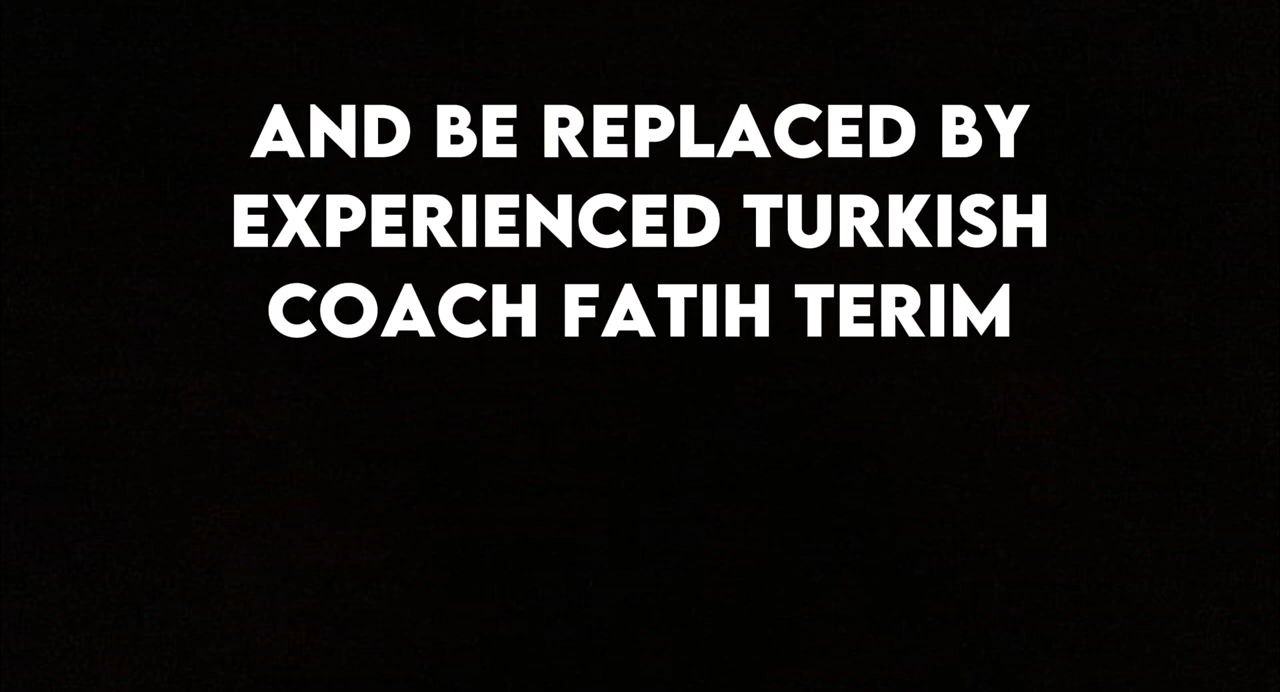 AND BE REPLACED BY
EXPERIENCED TURKISH
COACH FATIH TERIM